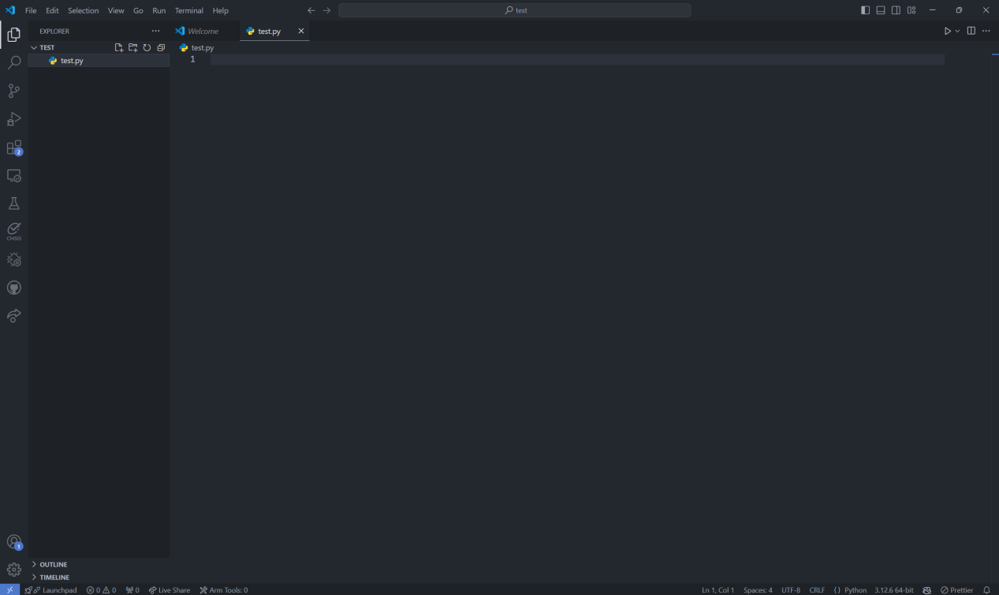 File Edit Selection View Go Run Terminal Help
test
EXPLORER
Welcome
test.py
TEST
test.py
test.py
1
2
CMSIS
1
OUTLINE
TIMELINE
Launchpad 0 0 0 Live Share Arm Tools: 0
Ln 1, Col 1 Spaces: 4 UTF-8 CRLF {} Python 3.12.6 64-bit Prettier